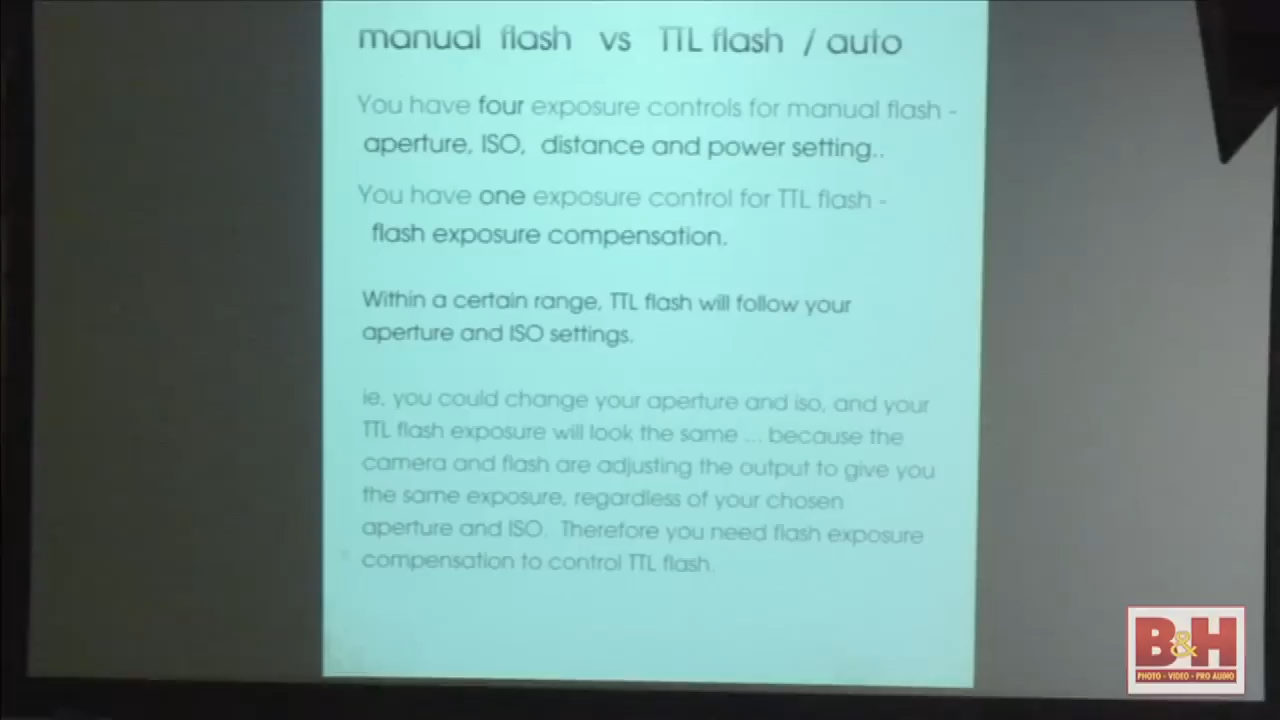 manual flash vs TTL flash / auto
You have four exposure controls for manual flash -
aperture, ISO, distance and power setting..
You have one exposure control for TTL flash -
flash exposure compensation.
Within a certain range, TTL flash will follow your
aperture and ISO settings.
ie, you could change your aperture and iso, and your
TTL flash exposure will look the same ... because the
camera and flash are adjusting the output to give you
the same exposure, regardless of your chosen
aperture and ISO. Therefore you need flash exposure
compensation to control TTL flash.
B&H
PHOTO - VIDEO - PRO AUDIO